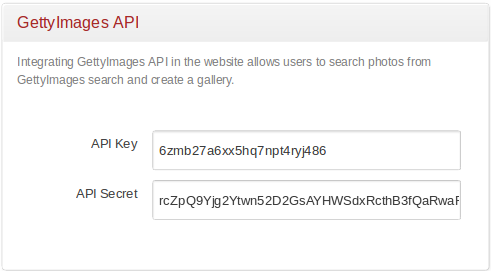 GettyImages API
Integrating GettyImages API in the website allows users to search photos from
GettyImages search and create a gallery.
API Key
6zmb27a6xx5hq7npt4ryj486
API Secret
rcZpQ9Yjg2Ytwn52D2GsAYHWSdxRcthB3fQaRwaF